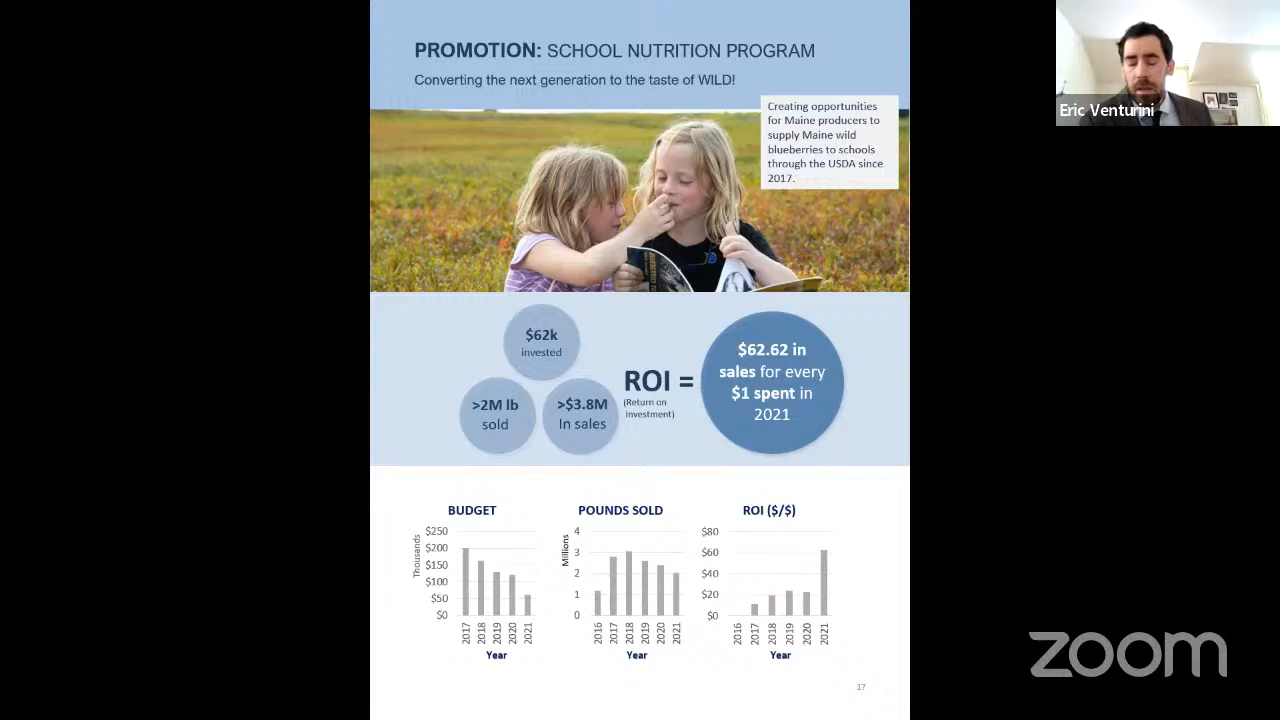 PROMOTION: SCHOOL NUTRITION PROGRAM
Converting the next generation to the taste of WILD!
Creating opportunities
for Maine producers to
supply Maine wild
blueberries to schools
through the USDA since
2017.
Eric Venturini
$62k
invested
>2M lb
sold
>$3.8M
In sales
ROI =
(Return on
Investment)
$62.62 in
sales for every
$1 spent in
2021
BUDGET
Thousands
$250
$200
$150
$100
$50
$0
2017
2018
2019
2020
2021
Year
POUNDS SOLD
Millions
4
3
2
1
0
2016
2017
2018
2019
2020
2021
Year
ROI ($/$)
$80
$60
$40
$20
$0
2016
2017
2018
2019
2020
2021
Year
17
zoom